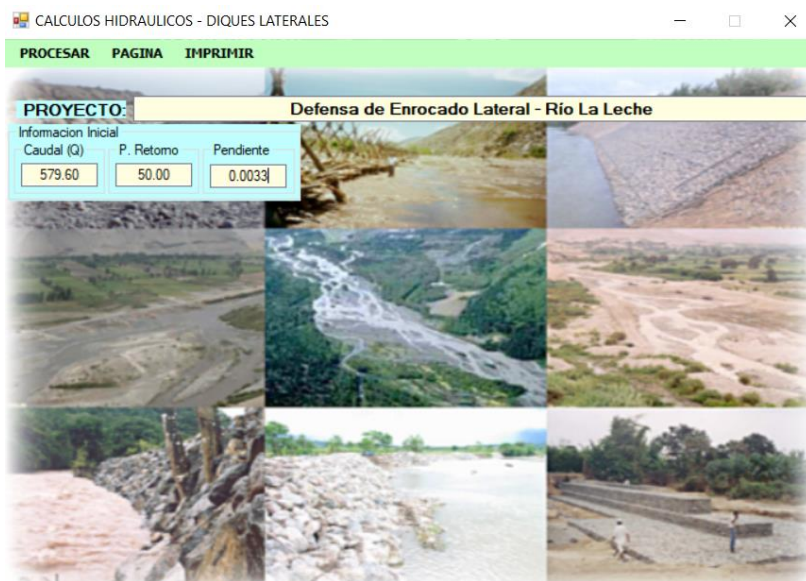 CALCULOS HIDRAULICOS - DIQUES LATERALES
PROCESAR PAGINA IMPRIMIR
PROYECTO: Defensa de Enrocado Lateral - Río La Leche
Informacion Inicial
Caudal (Q) P. Retorno Pendiente
579.60 50.00 0.0033